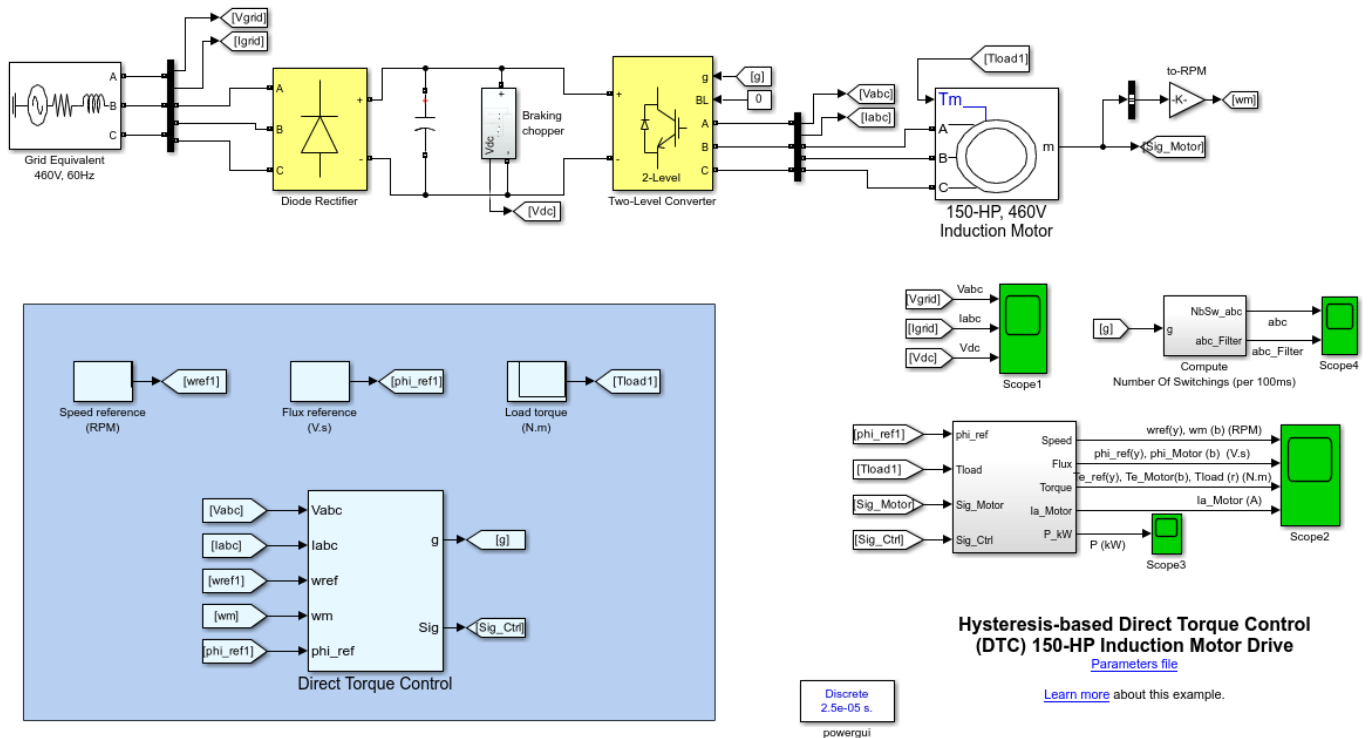 [Vgrid]
[Igrid]
A
B
C
Grid Equivalent
460V, 60Hz
A
B
C
+
-
Diode Rectifier
+
Vdc
Braking
chopper
[Vdc]
+
-
g
BL
A
B
C
2-Level
Two-Level Converter
[g]
0
[Vabc]
[Iabc]
[Tload1]
Tm
A
B
C
m
150-HP, 460V
Induction Motor
to-RPM
-K-
[wm]
[Sig_Motor]
Speed reference
(RPM)
[wref1]
Flux reference
(V.s)
[phi_ref1]
Load torque
(N.m)
[Tload1]
[Vabc]
[Iabc]
[wref1]
[wm]
[phi_ref1]
Vabc
Iabc
wref
wm
phi_ref
g
Sig
Direct Torque Control
[g]
[Sig_Ctrl]
[Vgrid]
[Igrid]
[Vdc]
Vabc
Iabc
Vdc
Scope1
[g]
g
NbSw_abc
abc_Filter
Compute
Number Of Switchings (per 100ms)
abc
abc_Filter
Scope4
[phi_ref1]
[Tload1]
[Sig_Motor]
[Sig_Ctrl]
phi_ref
Tload
Sig_Motor
Sig_Ctrl
Speed
Flux
Torque
Ia_Motor
P_kW
wref(y), wm (b) (RPM)
phi_ref(y), phi_Motor (b) (V.s)
Te_ref(y), Te_Motor(b), Tload (r) (N.m)
Ia_Motor (A)
P (kW)
Scope3
Scope2
Hysteresis-based Direct Torque Control
(DTC) 150-HP Induction Motor Drive
Parameters file
Learn more about this example.
Discrete
2.5e-05 s.
powergui